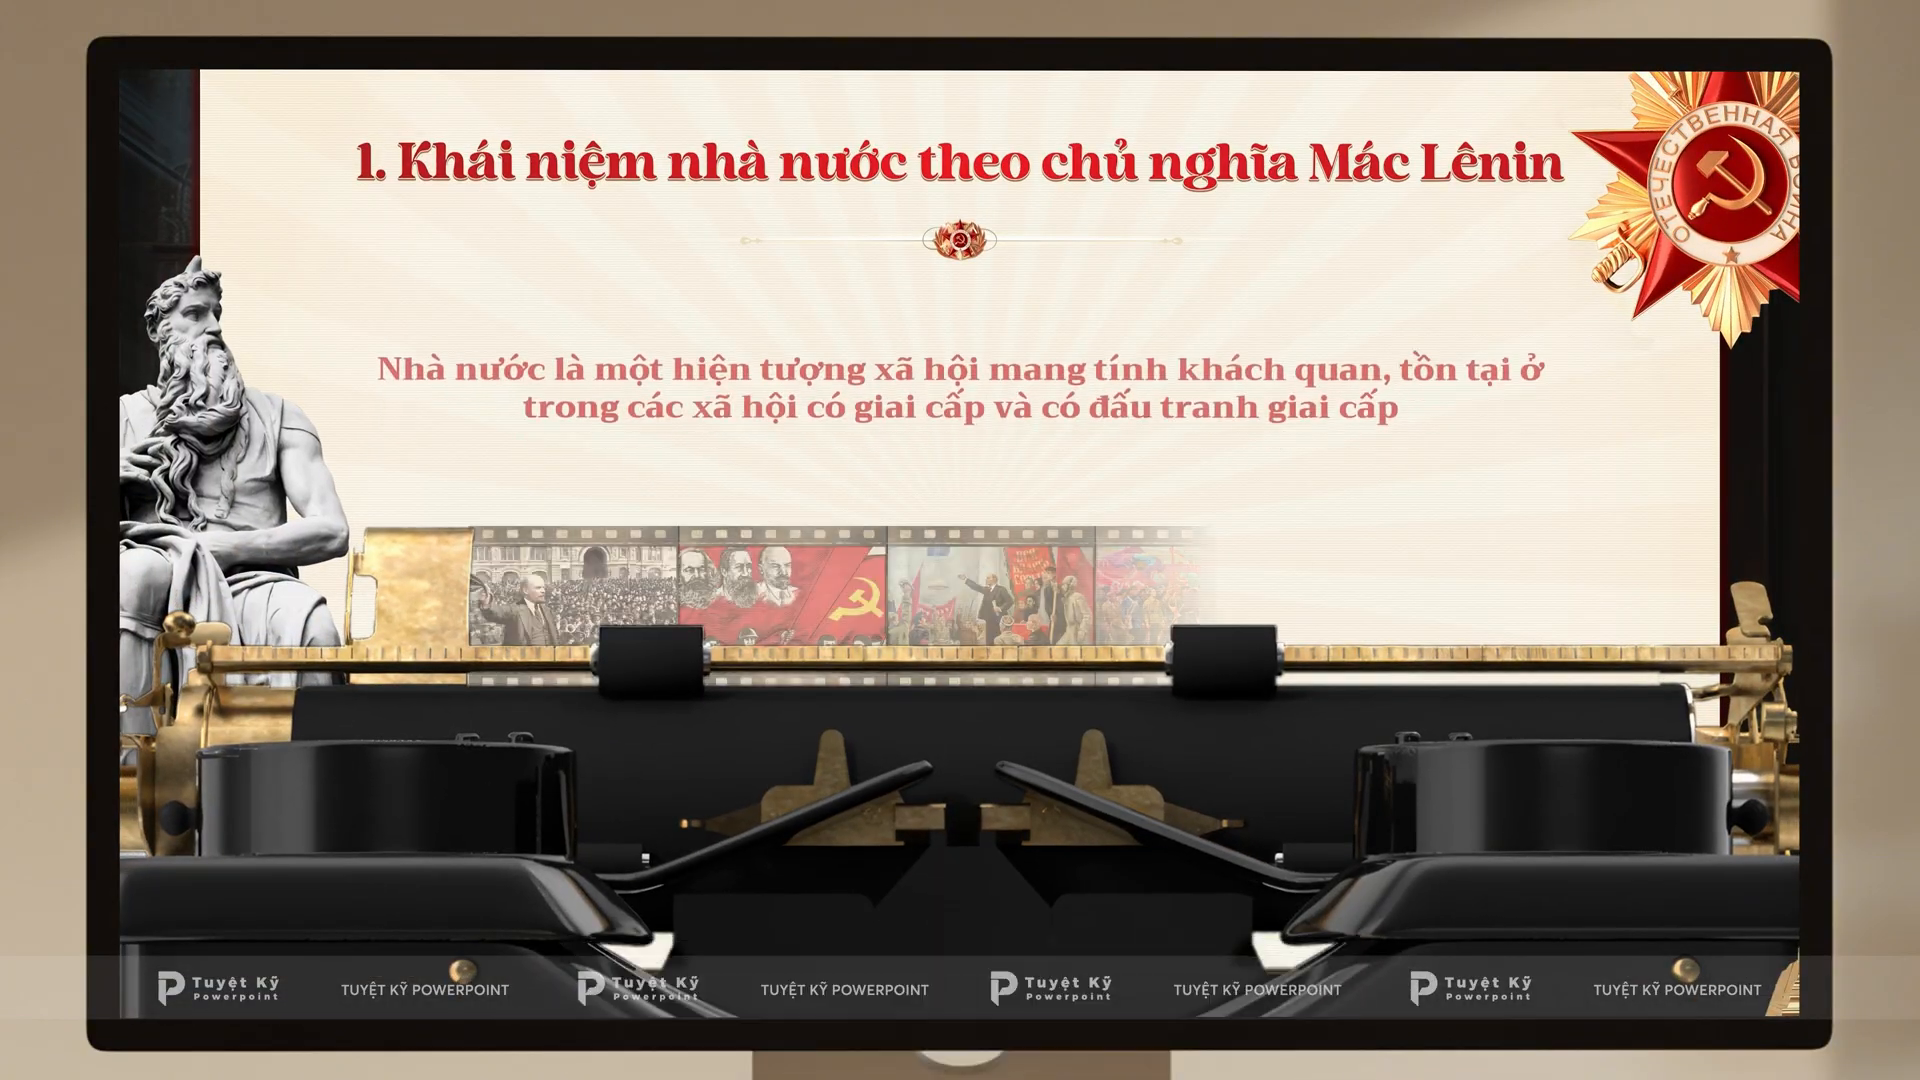 1. Khái niệm nhà nước theo chủ nghĩa Mác Lênin
ОТЕЧЕСТВЕННАЯ ВОЙНА
Nhà nước là một hiện tượng xã hội mang tính khách quan, tồn tại ở
trong các xã hội có giai cấp và có đấu tranh giai cấp
Tuyệt Kỹ
Powerpoint
TUYỆT KỸ POWERPOINT
Tuyệt Kỹ
Powerpoint
TUYỆT KỸ POWERPOINT
Tuyệt Kỹ
Powerpoint
TUYỆT KỸ POWERPOINT
Tuyệt Kỹ
Powerpoint
TUYỆT KỸ POWERPOINT